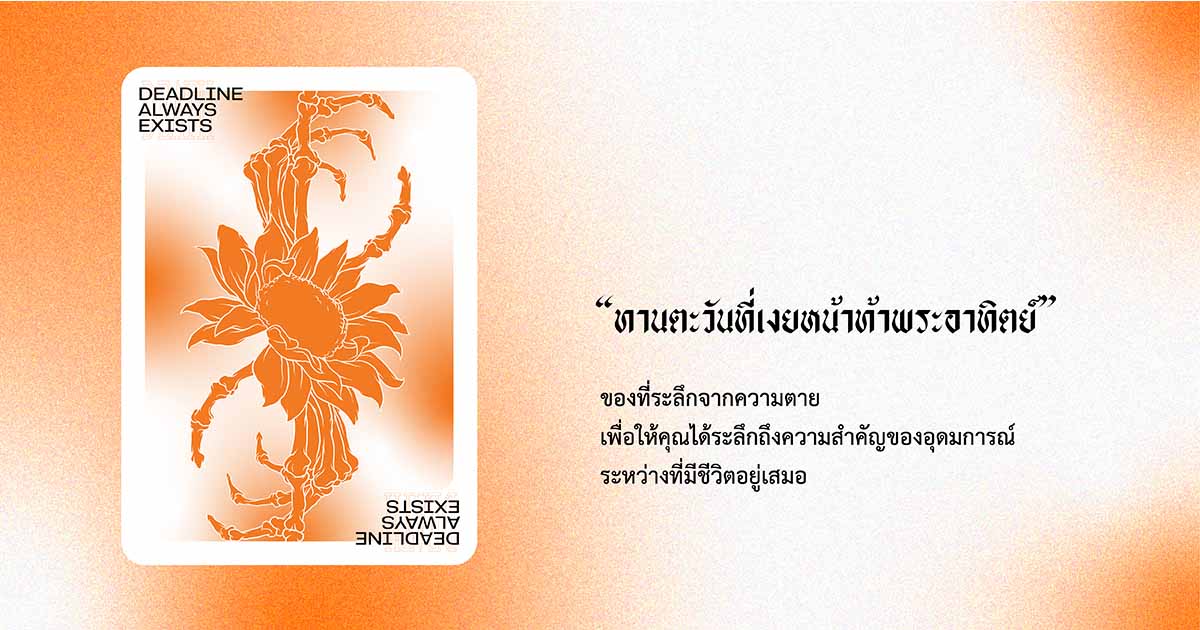 DEADLINE
ALWAYS
EXISTS
“ทานตะวันที่เงยหน้าท้าพระอาทิตย์”
ของที่ระลึกจากความตาย
เพื่อให้คุณได้ระลึกถึงความสำคัญของอุดมการณ์
ระหว่างที่มีชีวิตอยู่เสมอ
DEADLINE
ALWAYS
EXISTS